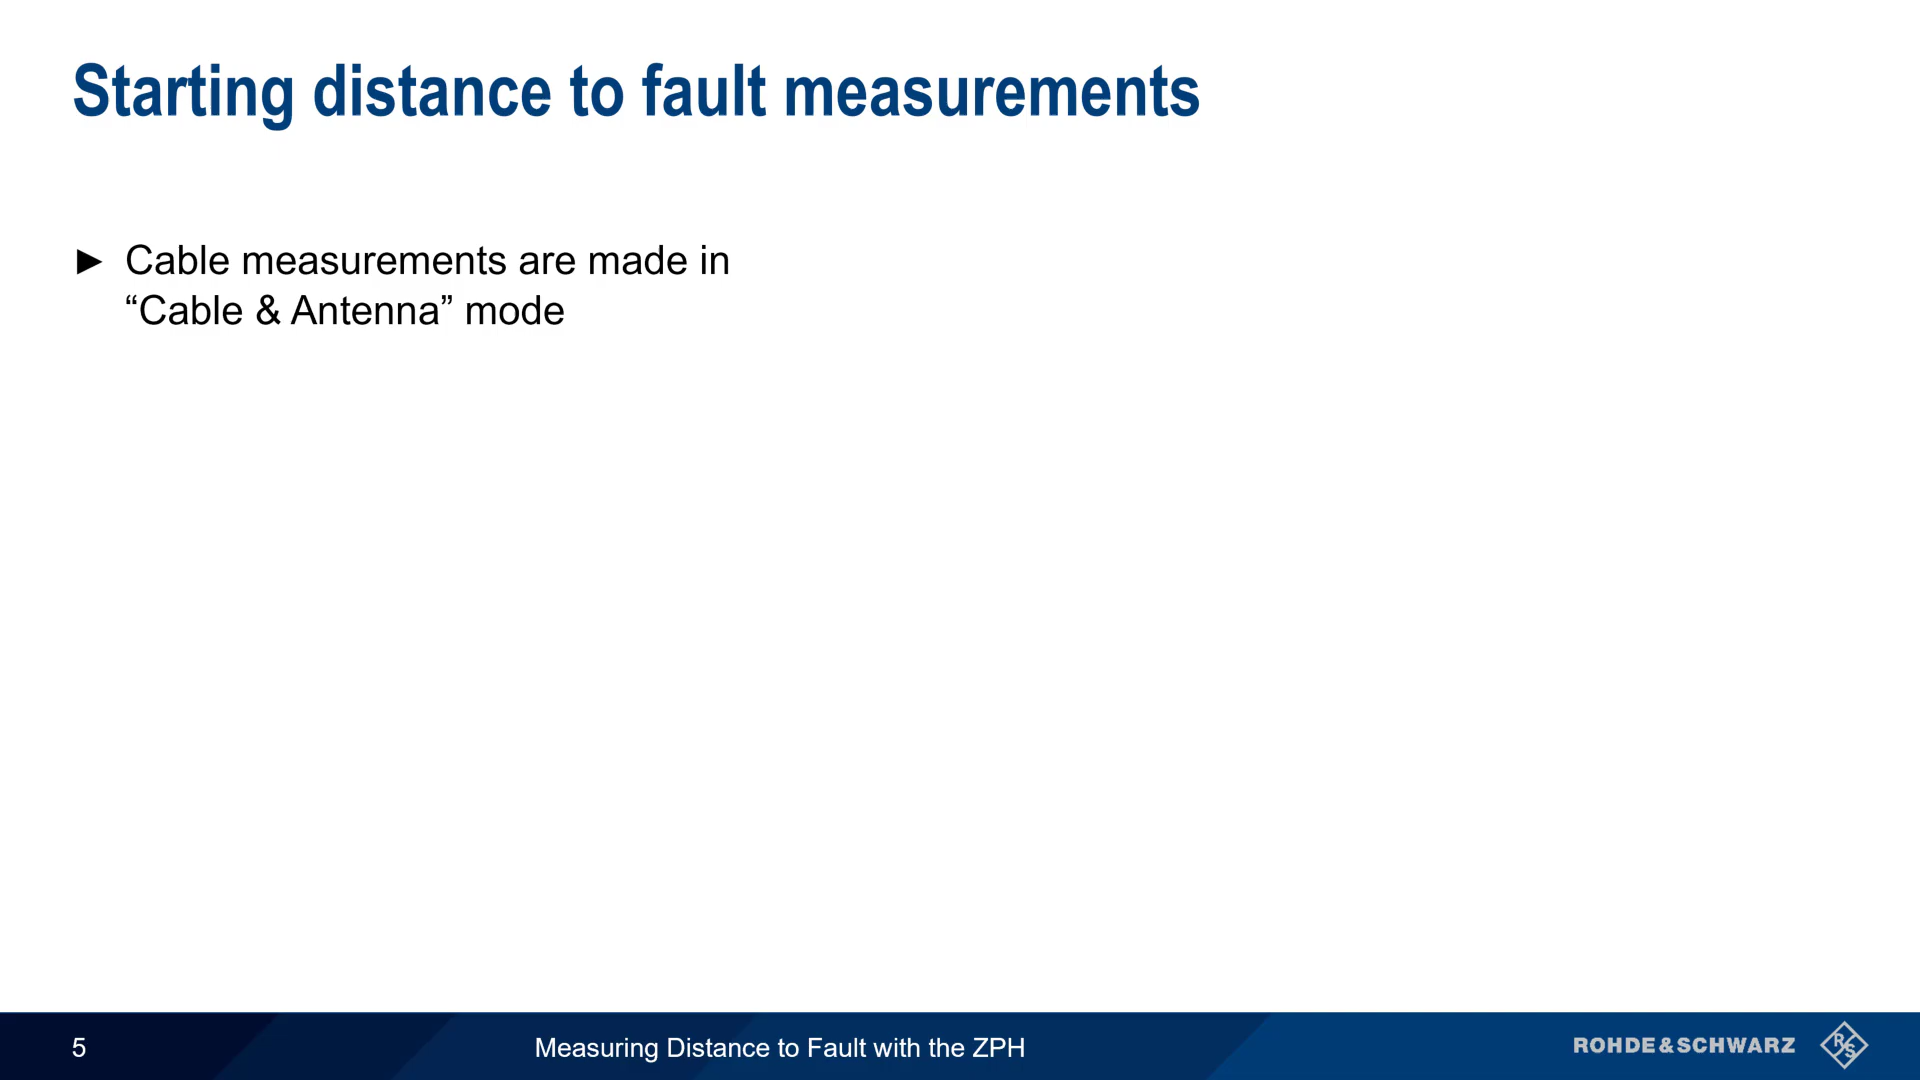 Starting distance to fault measurements
► Cable measurements are made in
“Cable & Antenna” mode
5
Measuring Distance to Fault with the ZPH
ROHDE&SCHWARZ
R&S